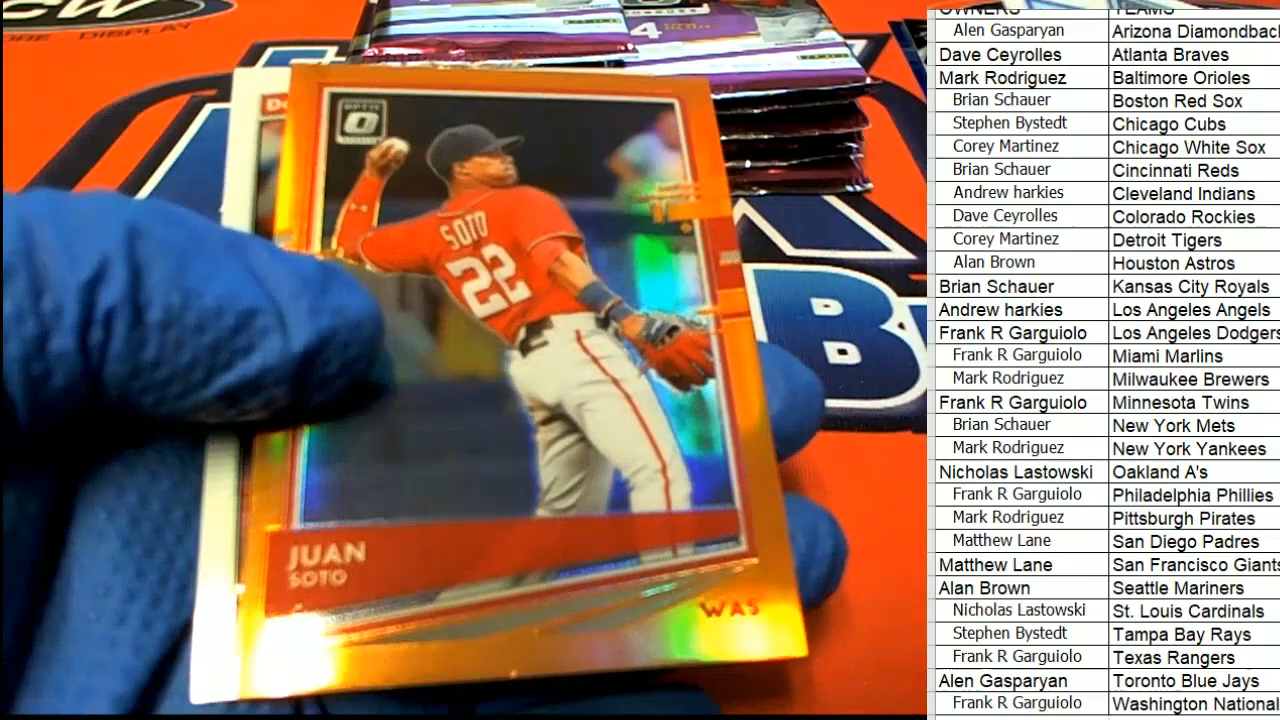 CW
ORE DISPLAY
4
OPTIC
SOTO
22
JUAN
SOTO
WAS
B
OWNERS TEAMS
Alen Gasparyan Arizona Diamondbac
Dave Ceyrolles Atlanta Braves
Mark Rodriguez Baltimore Orioles
Brian Schauer Boston Red Sox
Stephen Bystedt Chicago Cubs
Corey Martinez Chicago White Sox
Brian Schauer Cincinnati Reds
Andrew harkies Cleveland Indians
Dave Ceyrolles Colorado Rockies
Corey Martinez Detroit Tigers
Alan Brown Houston Astros
Brian Schauer Kansas City Royals
Andrew harkies Los Angeles Angels
Frank R Garguiolo Los Angeles Dodgers
Frank R Garguiolo Miami Marlins
Mark Rodriguez Milwaukee Brewers
Frank R Garguiolo Minnesota Twins
Brian Schauer New York Mets
Mark Rodriguez New York Yankees
Nicholas Lastowski Oakland A's
Frank R Garguiolo Philadelphia Phillies
Mark Rodriguez Pittsburgh Pirates
Matthew Lane San Diego Padres
Matthew Lane San Francisco Giants
Alan Brown Seattle Mariners
Nicholas Lastowski St. Louis Cardinals
Stephen Bystedt Tampa Bay Rays
Frank R Garguiolo Texas Rangers
Alen Gasparyan Toronto Blue Jays
Frank R Garguiolo Washington National